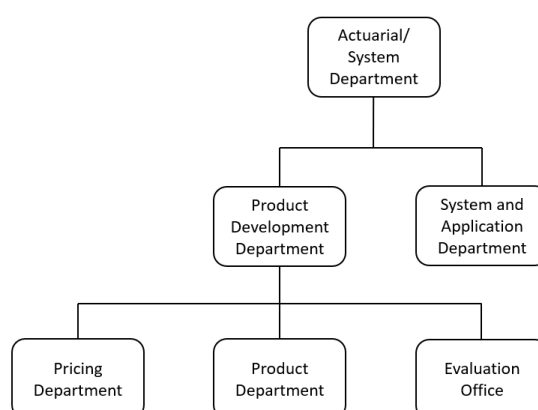 Actuarial/
System
Department
Product
Development
Department
System and
Application
Department
Pricing
Department
Product
Department
Evaluation
Office